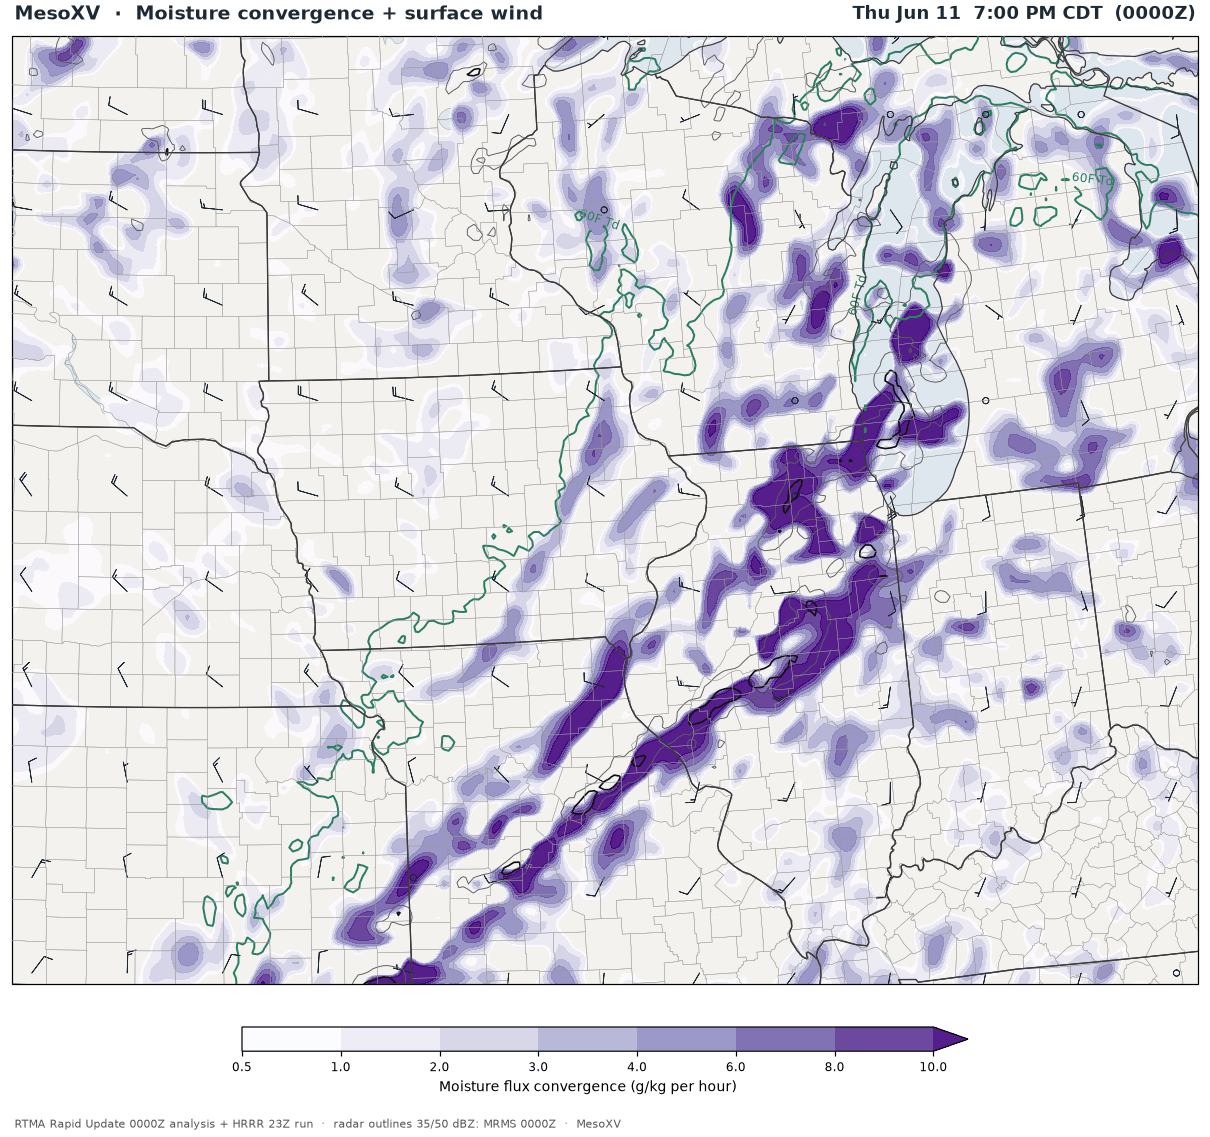 MesoXV · Moisture convergence + surface wind
Thu Jun 11 7:00 PM CDT (0000Z)
60F Td
60F Td
60F Td
0.5 1.0 2.0 3.0 4.0 6.0 8.0 10.0
Moisture flux convergence (g/kg per hour)
RTMA Rapid Update 0000Z analysis + HRRR 23Z run · radar outlines 35/50 dBZ: MRMS 0000Z · MesoXV